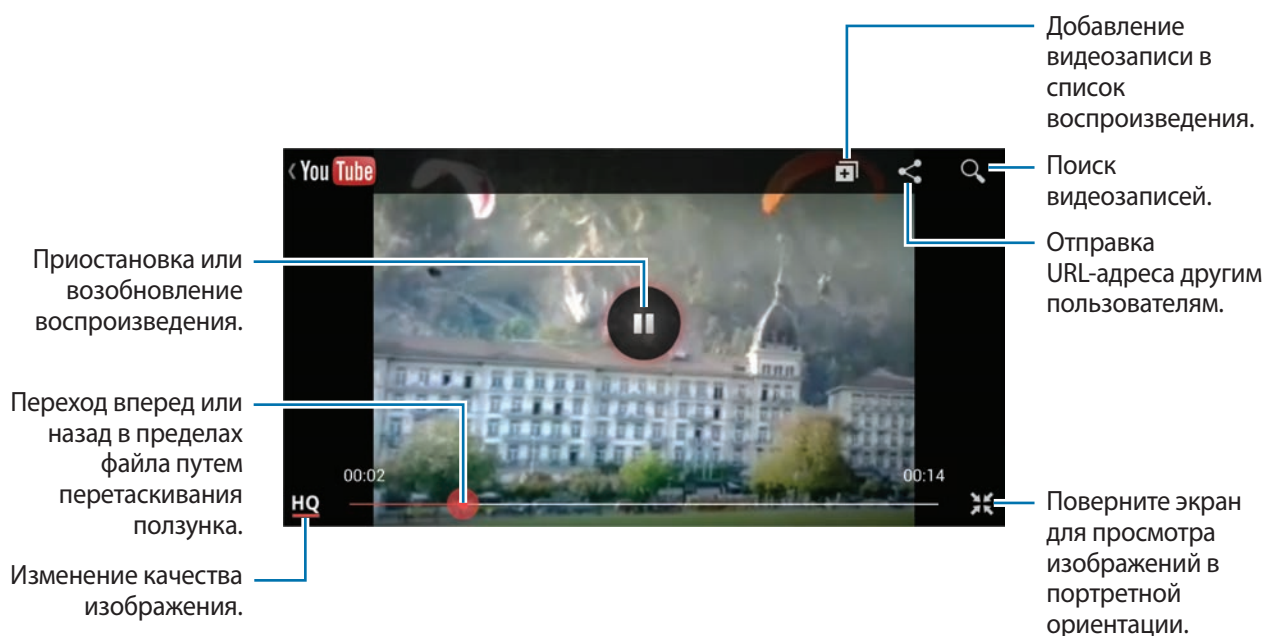 Добавление
видеозаписи в
список
воспроизведения.
You Tube
Поиск
видеозаписей.
Отправка
URL-адреса другим
пользователям.
Приостановка или
возобновление
воспроизведения.
Переход вперед или
назад в пределах
файла путем
перетаскивания
ползунка.
00:02
00:14
HQ
Изменение качества
изображения.
Поверните экран
для просмотра
изображений в
портретной
ориентации.